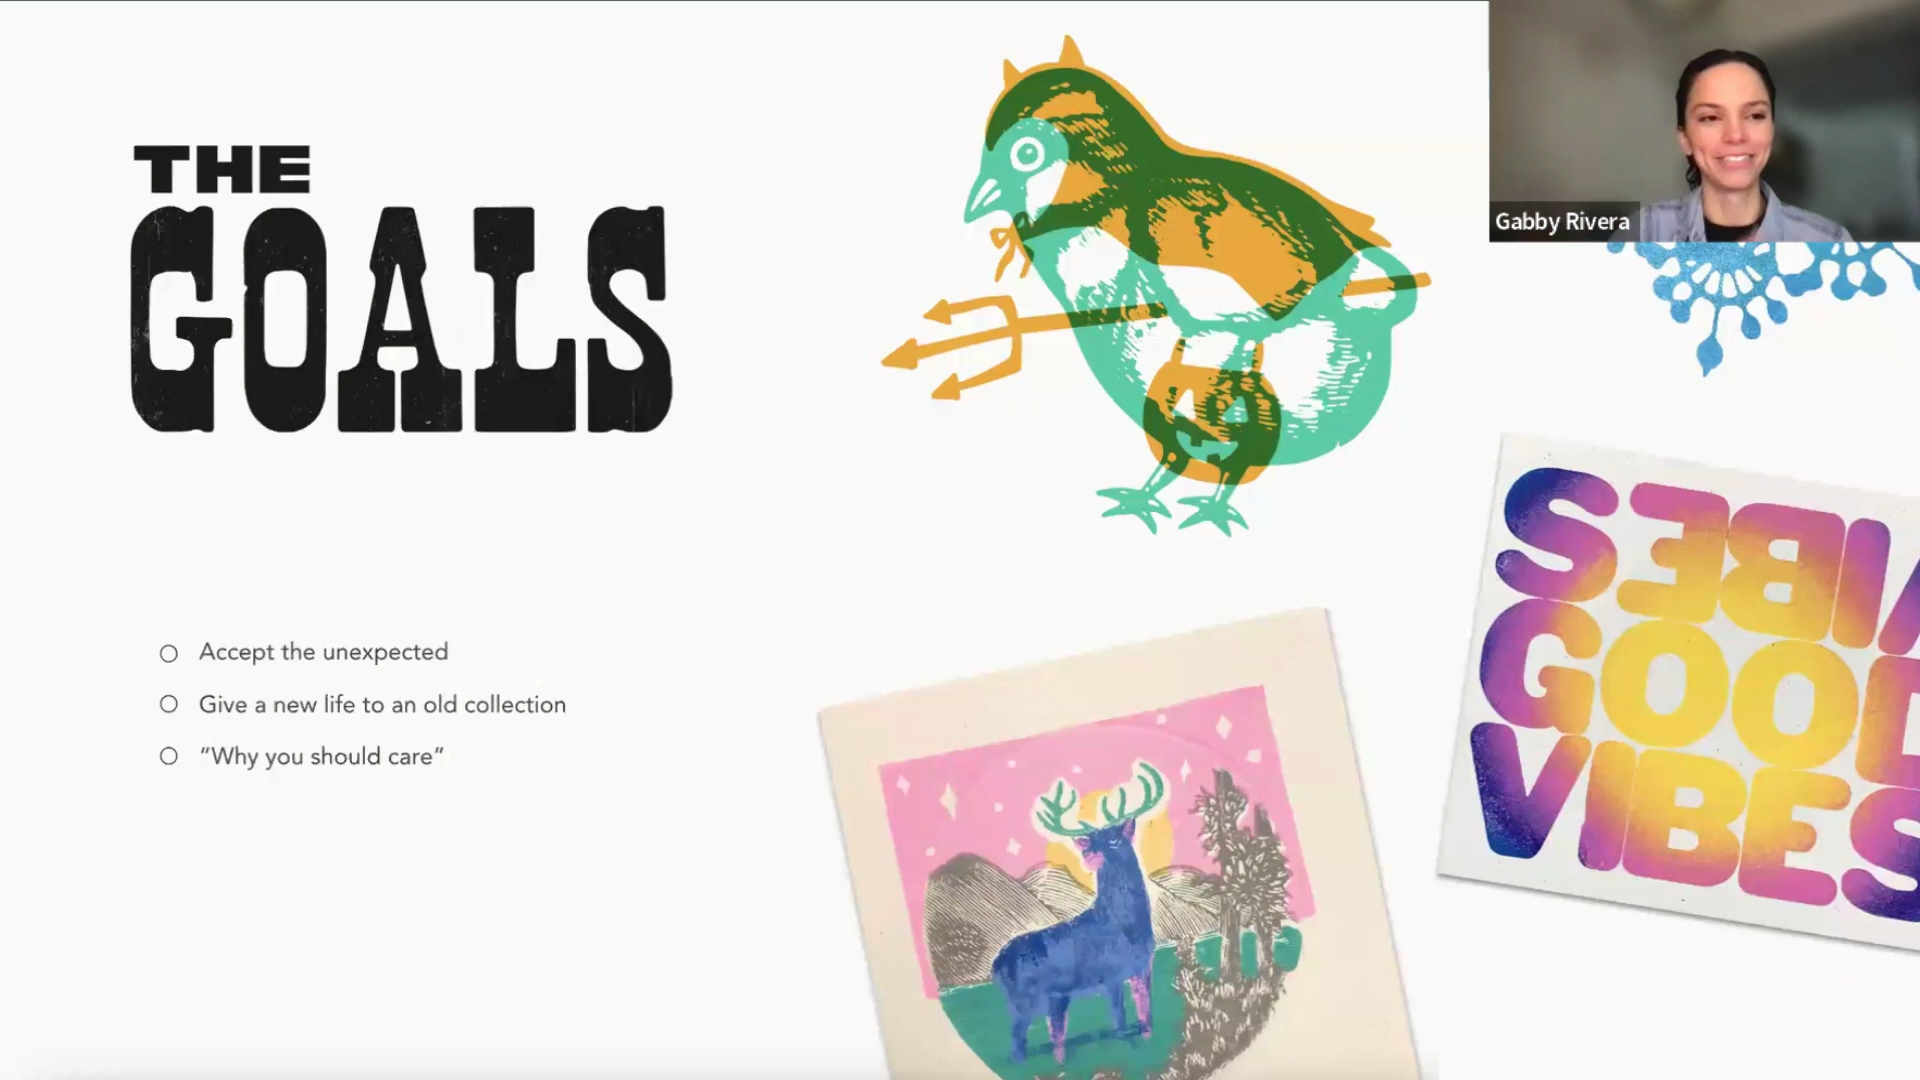 THE
GOALS
Accept the unexpected
Give a new life to an old collection
"Why you should care"
Gabby Rivera
VIBES
GOOD
VIBES